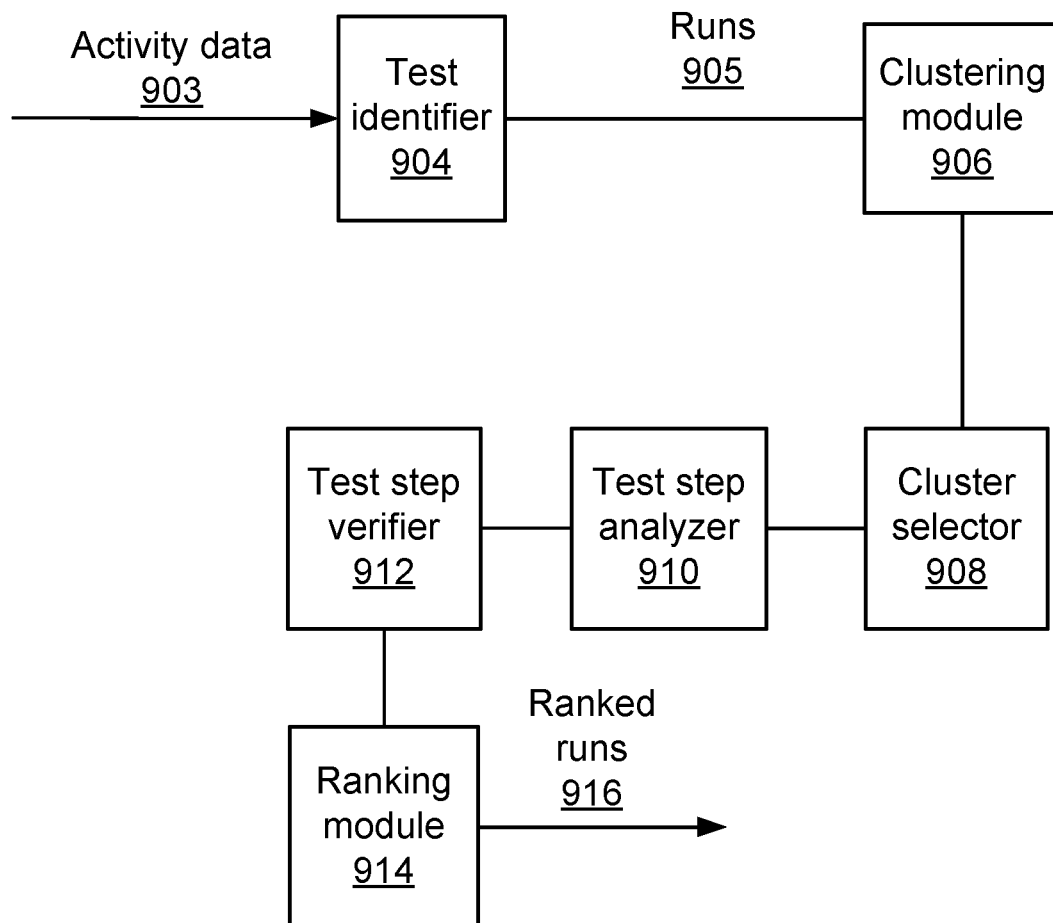 Activity data
903
Test
identifier
904
Runs
905
Clustering
module
906
Test step
verifier
912
Test step
analyzer
910
Cluster
selector
908
Ranking
module
914
Ranked
runs
916